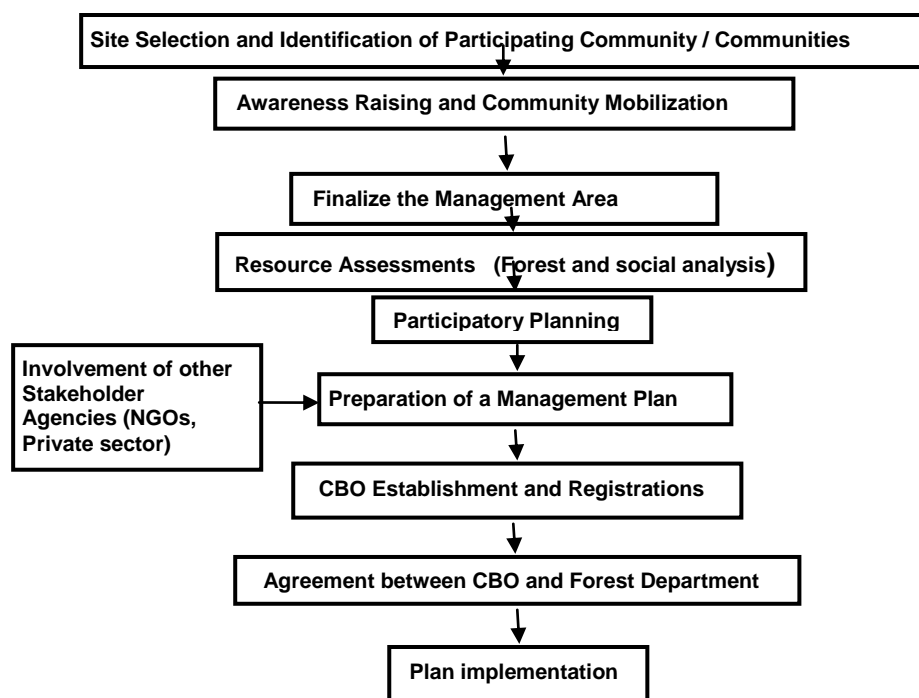 Site Selection and Identification of Participating Community / Communities
Awareness Raising and Community Mobilization
Finalize the Management Area
Resource Assessments (Forest and social analysis)
Participatory Planning
Involvement of other
Stakeholder
Agencies (NGOs,
Private sector)
Preparation of a Management Plan
CBO Establishment and Registrations
Agreement between CBO and Forest Department
Plan implementation